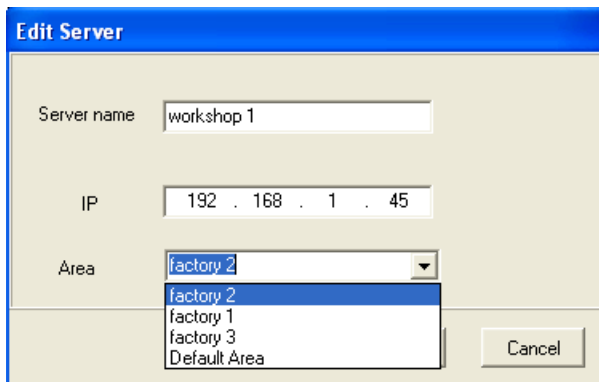 Edit Server
Server name workshop 1
IP 192 . 168 . 1 . 45
Area factory 2
factory 2
factory 1
factory 3
Default Area
Cancel